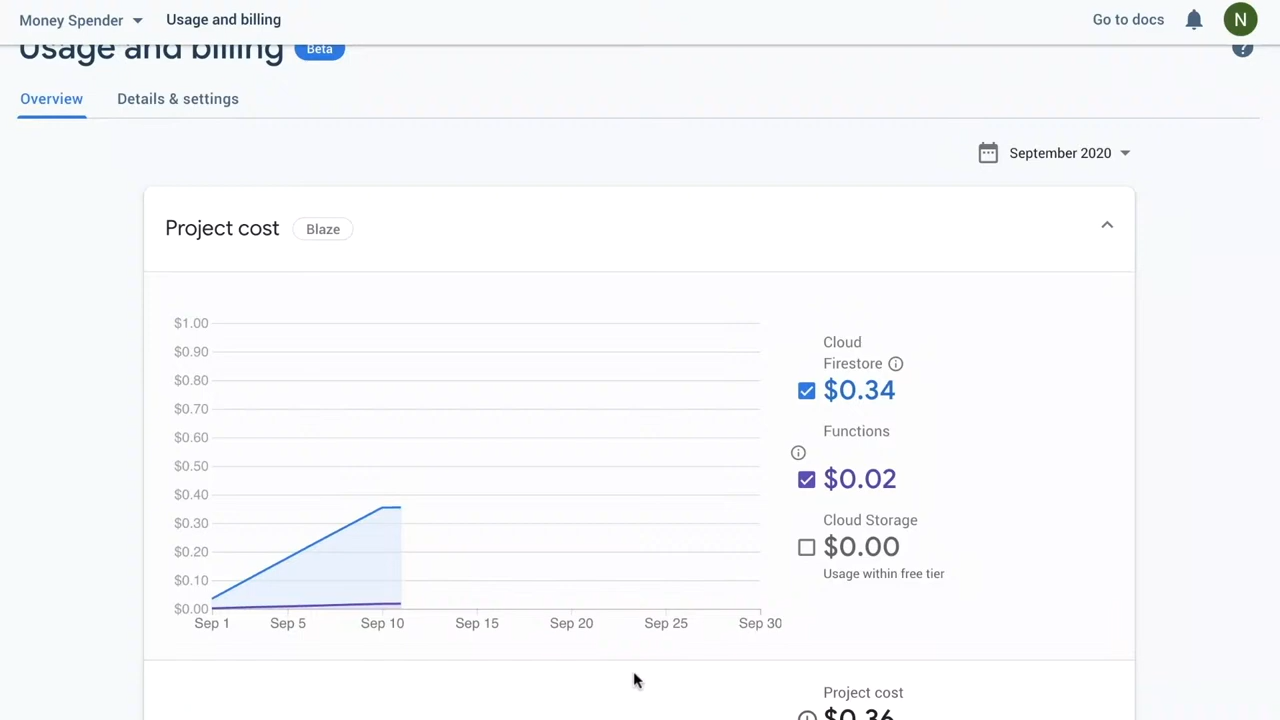 Money Spender
Usage and billing
Go to docs
N
Usage and billing
Beta
?
Overview
Details & settings
September 2020
Project cost
Blaze
$1.00
$0.90
$0.80
$0.70
$0.60
$0.50
$0.40
$0.30
$0.20
$0.10
$0.00
Sep 1
Sep 5
Sep 10
Sep 15
Sep 20
Sep 25
Sep 30
Cloud
Firestore
$0.34
Functions
$0.02
Cloud Storage
$0.00
Usage within free tier
Project cost
$0.36